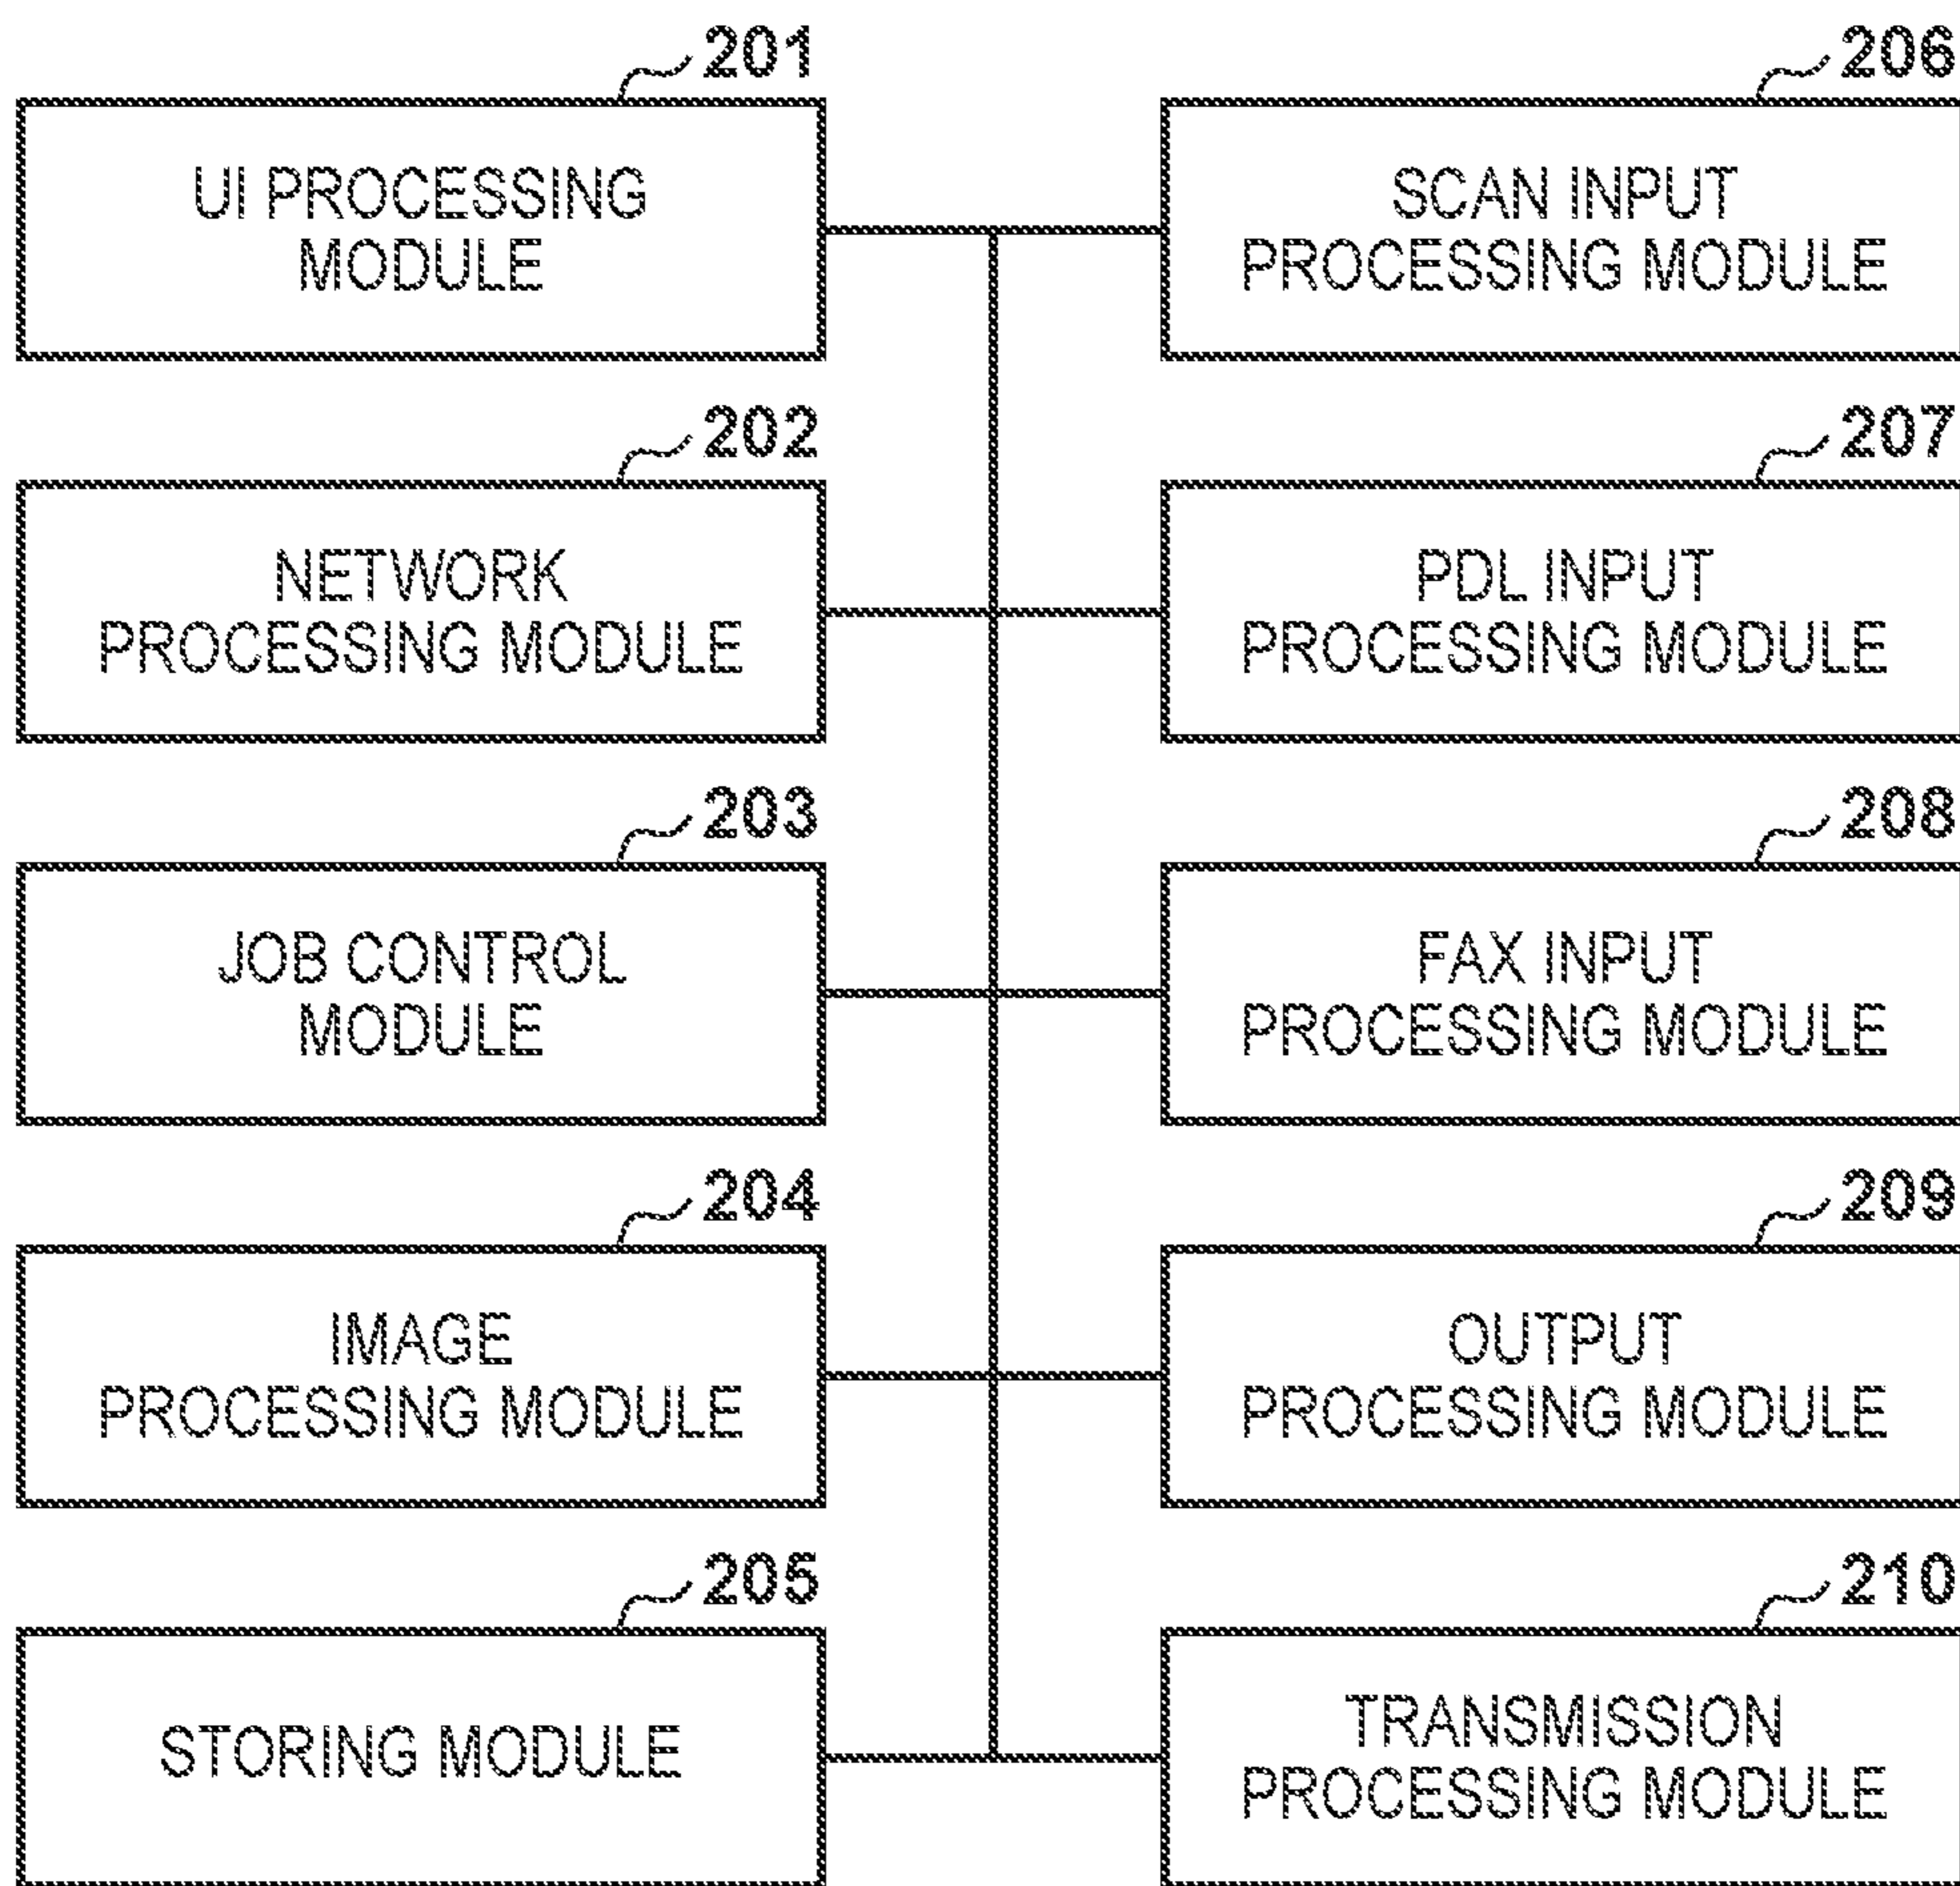 201
UI PROCESSING
MODULE
202
NETWORK
PROCESSING MODULE
203
JOB CONTROL
MODULE
204
IMAGE
PROCESSING MODULE
205
STORING MODULE
206
SCAN INPUT
PROCESSING MODULE
207
PDL INPUT
PROCESSING MODULE
208
FAX INPUT
PROCESSING MODULE
209
OUTPUT
PROCESSING MODULE
210
TRANSMISSION
PROCESSING MODULE